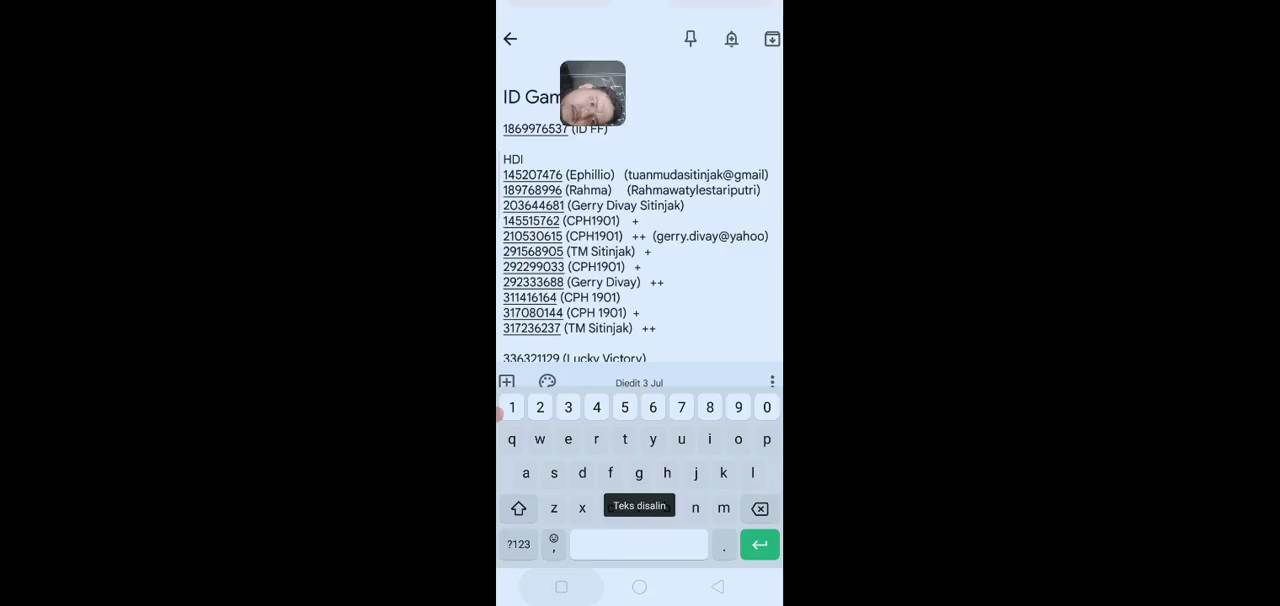 ID Gam
1869976537 (ID FF)
HDI
145207476 (Ephillio) (tuanmudasitinjak@gmail)
189768996 (Rahma) (Rahmawatylestariputri)
203644681 (Gerry Divay Sitinjak)
145515762 (CPH1901) +
210530615 (CPH1901) ++ (gerry.divay@yahoo)
291568905 (TM Sitinjak) +
292299033 (CPH1901) +
292333688 (Gerry Divay) ++
311416164 (CPH 1901)
317080144 (CPH 1901) +
317236237 (TM Sitinjak) ++
336321129 (Lucky Victory)
Diedit 3 Jul
1 2 3 4 5 6 7 8 9 0
q w e r t y u i o p
a s d f g h j k l
z x n m
Teks disalin
?123 , .